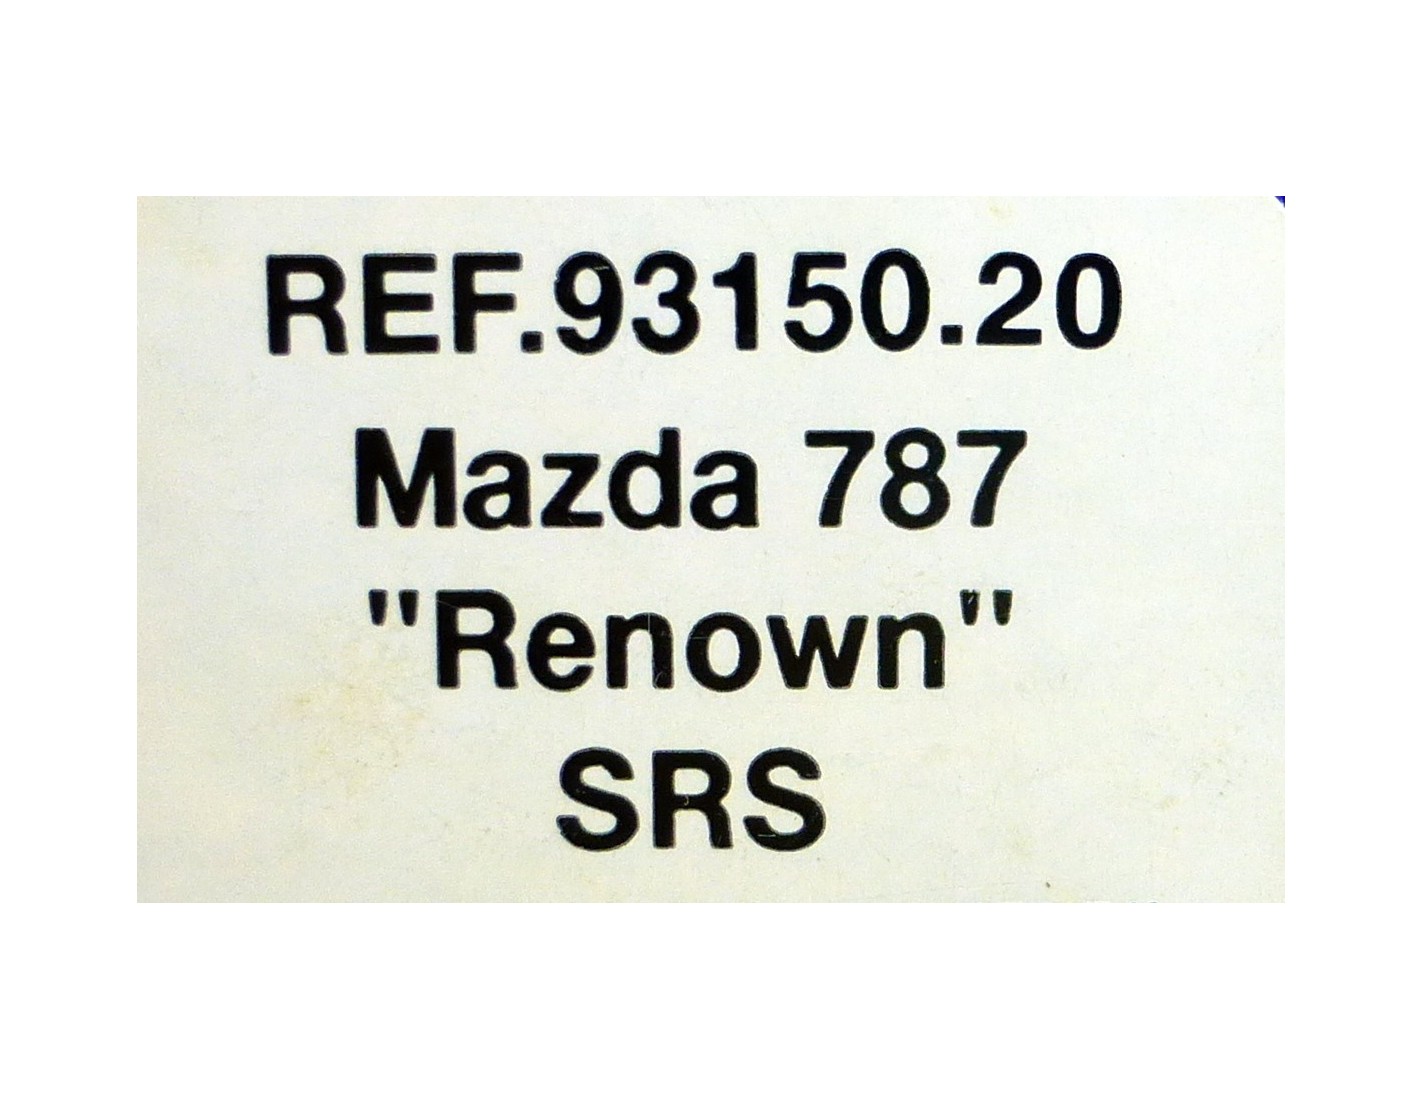 REF.93150.20
Mazda 787
"Renown"
SRS